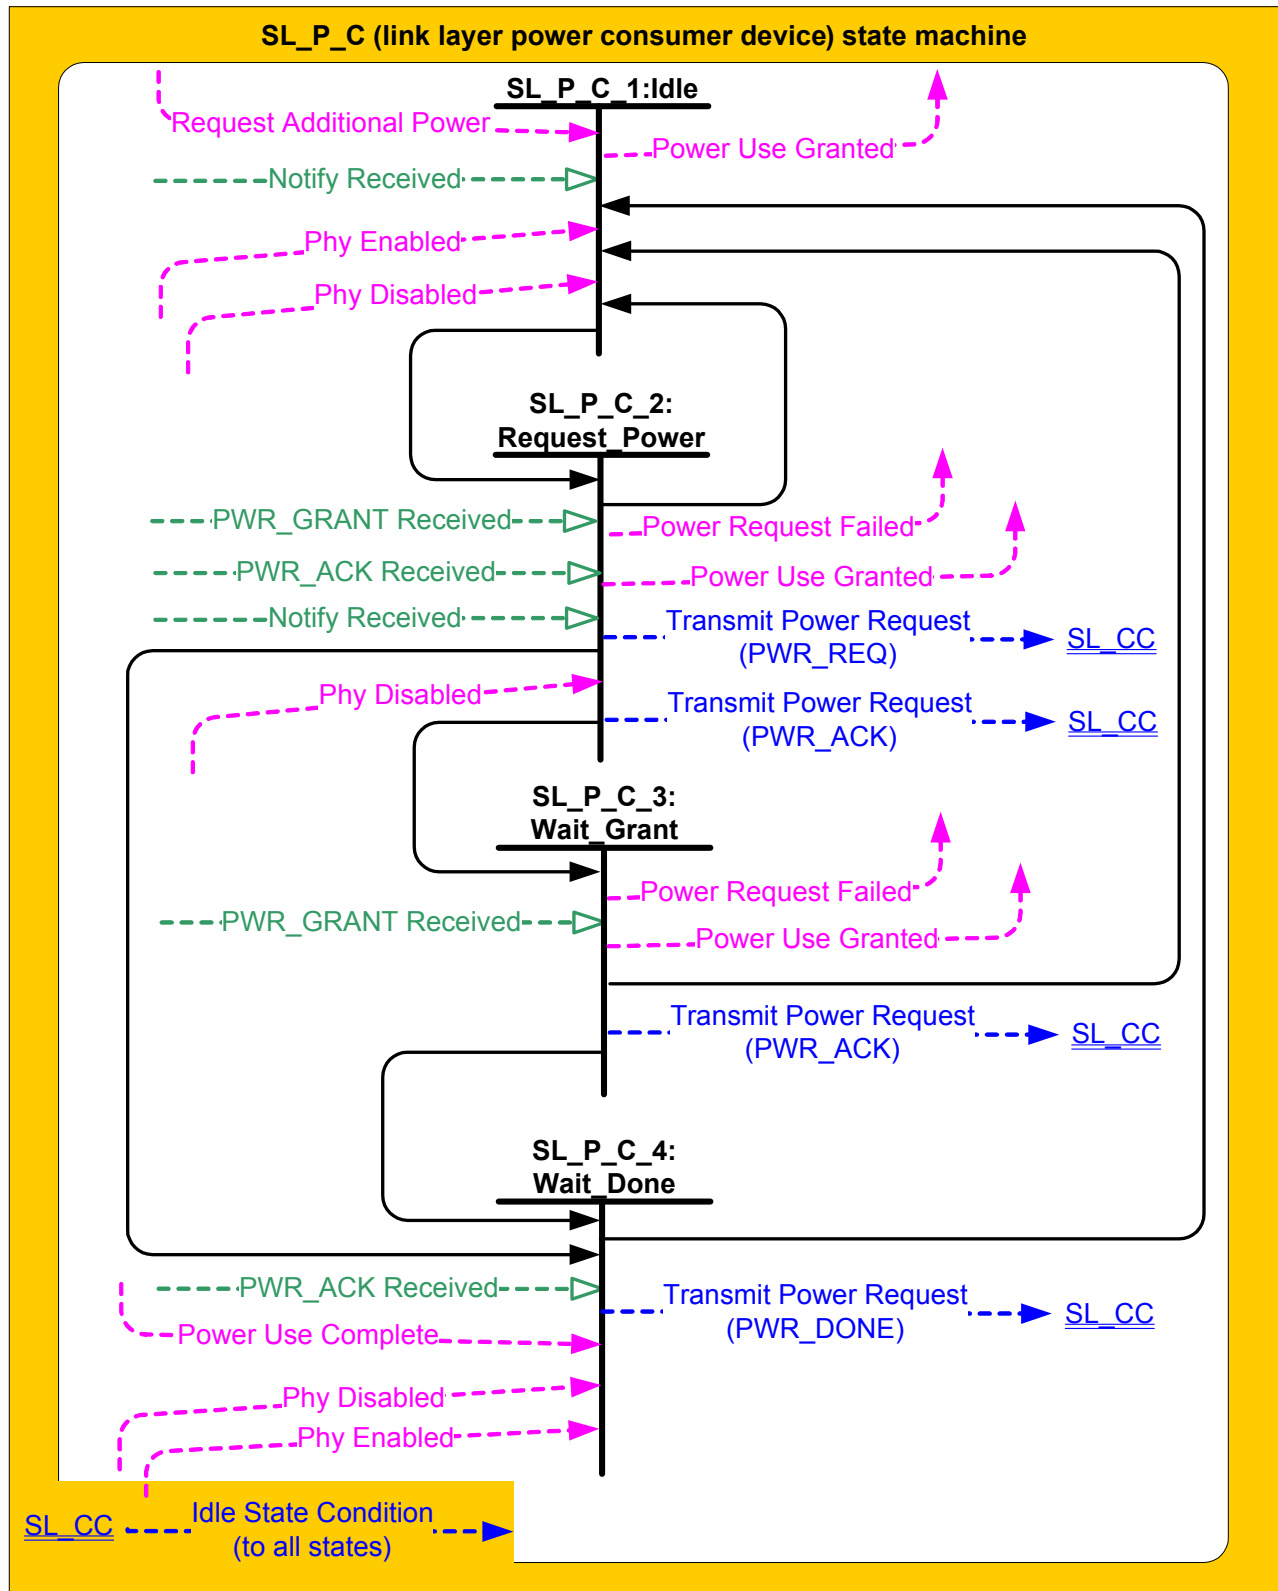 SL_P_C (link layer power consumer device) state machine
SL_P_C_1:Idle
Request Additional Power
Power Use Granted
Notify Received
Phy Enabled
Phy Disabled
SL_P_C_2:
Request_Power
PWR_GRANT Received
Power Request Failed
PWR_ACK Received
Power Use Granted
Notify Received
Transmit Power Request
(PWR_REQ)
SL_CC
Phy Disabled
Transmit Power Request
(PWR_ACK)
SL_CC
SL_P_C_3:
Wait_Grant
Power Request Failed
PWR_GRANT Received
Power Use Granted
Transmit Power Request
(PWR_ACK)
SL_CC
SL_P_C_4:
Wait_Done
PWR_ACK Received
Transmit Power Request
(PWR_DONE)
SL_CC
Power Use Complete
Phy Disabled
Phy Enabled
SL_CC
Idle State Condition
(to all states)